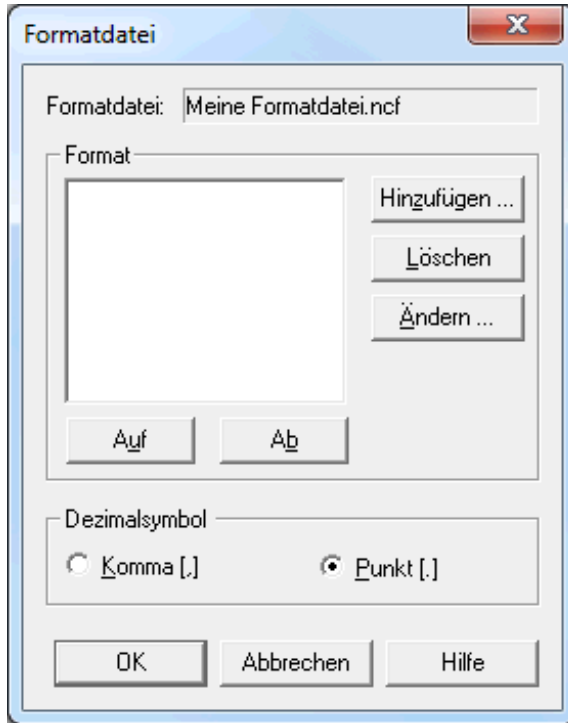 Formatdatei
Formatdatei: Meine Formatdatei.ncf
Format
Hinzufügen ...
Löschen
Ändern ...
Auf Ab
Dezimalsymbol
Komma [,] Punkt [.]
OK Abbrechen Hilfe